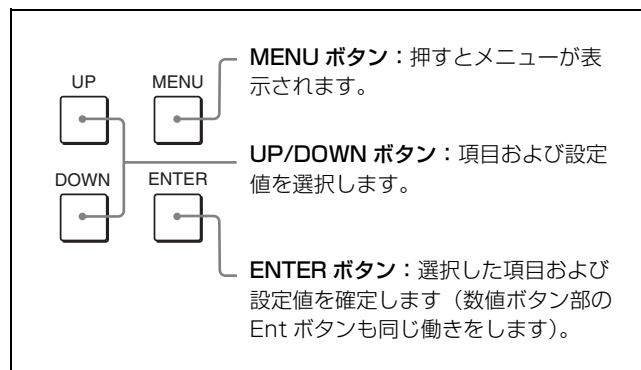 UP
MENU
DOWN
ENTER
MENU ボタン：押すとメニューが表
示されます。
UP/DOWN ボタン：項目および設定
値を選択します。
ENTER ボタン：選択した項目および
設定値を確定します（数値ボタン部の
Ent ボタンも同じ働きをします）。